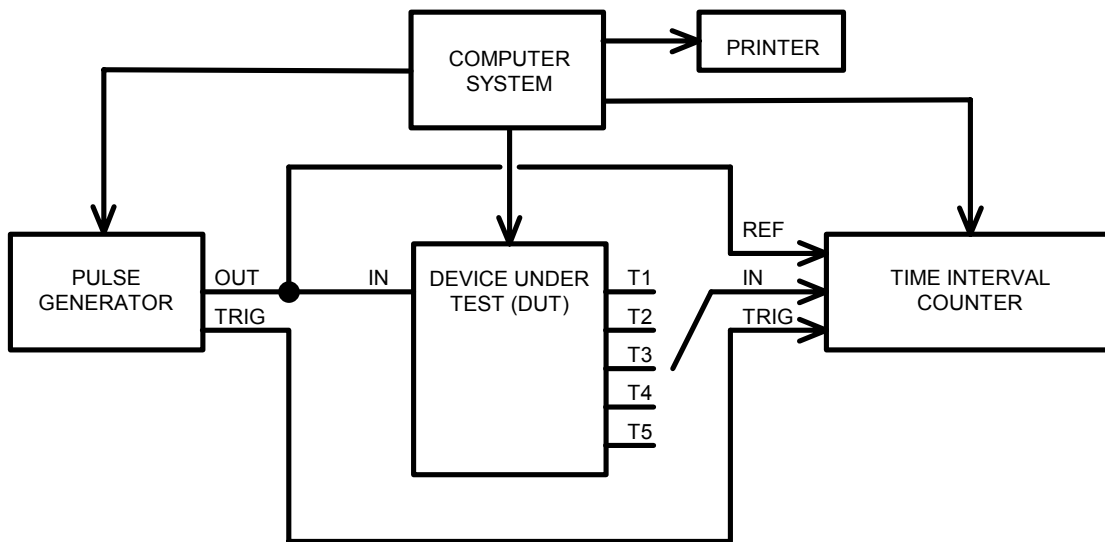 COMPUTER
SYSTEM
PRINTER
PULSE
GENERATOR
OUT
TRIG
IN
DEVICE UNDER
TEST (DUT)
T1
T2
T3
T4
T5
REF
IN
TRIG
TIME INTERVAL
COUNTER